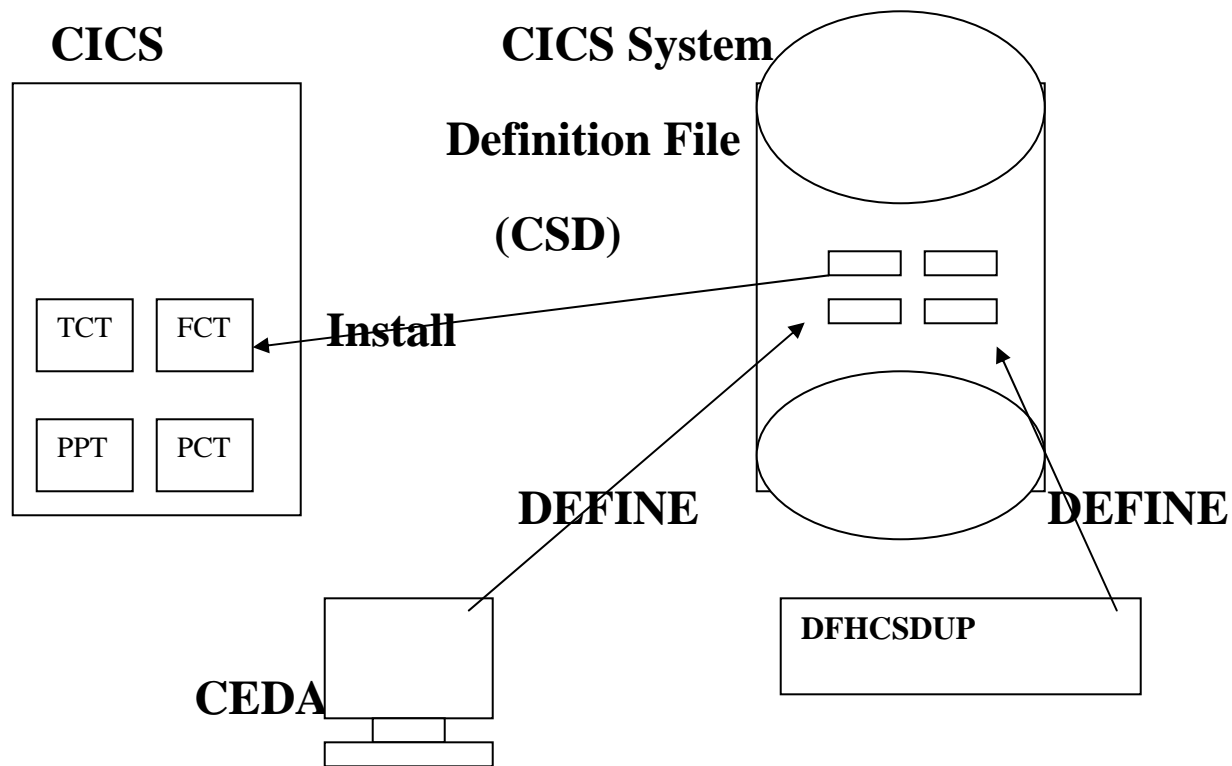 CICS
CICS System
Definition File
(CSD)
TCT
FCT
Install
PPT
PCT
DEFINE
DEFINE
DFHCSDUP
CEDA